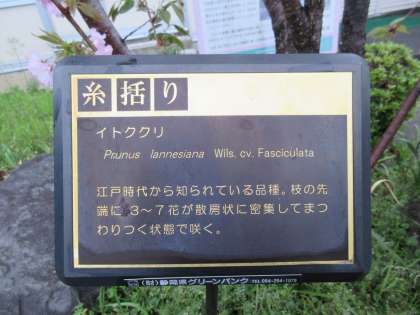 糸括り
イトククリ
Prunus lannesiana Wils. cv. Fasciculata
江戸時代から知られている品種。枝の先
端に 3～7花が散房状に密集してまつ
わりつく状態で咲く。
(財)静岡県グリーンバンク